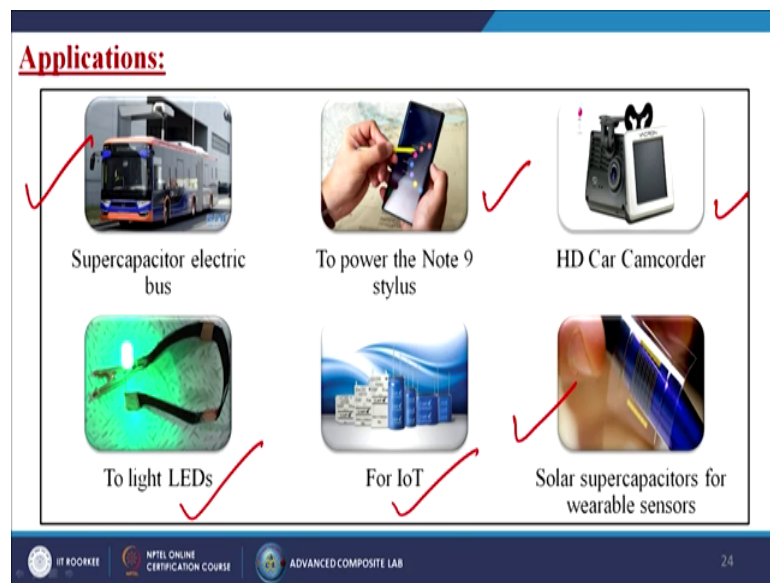 Applications:
Supercapacitor electric
bus
To power the Note 9
stylus
HD Car Camcorder
To light LEDs
For IoT
Solar supercapacitors for
wearable sensors
IIT ROORKEE
NPTEL ONLINE
CERTIFICATION COURSE
ADVANCED COMPOSITE LAB
24